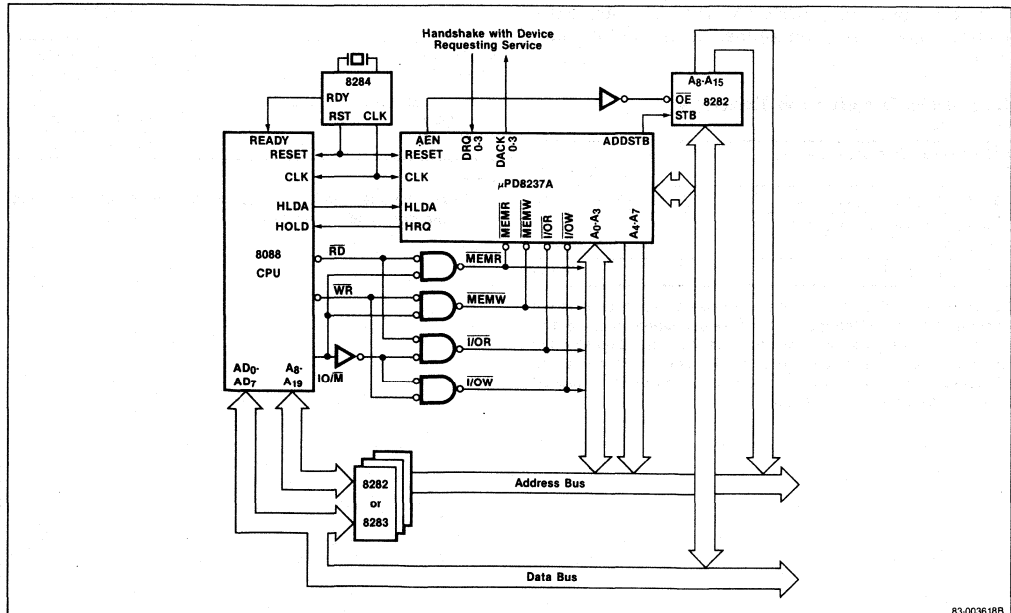 Handshake with Device
Requesting Service
8284
RDY
RST CLK
A8-A15
8282
OE
STB
READY
RESET
CLK
HLDA
HOLD
8088
CPU
RD
WR
IO/M
AD0-
AD7
A8-
A19
AEN
RESET
CLK
HLDA
HRQ
DRQ
0-3
DACK
0-3
ADDSTB
µPD8237A
MEMR
MEMW
I/OR
I/OW
A0-A3
A4-A7
MEMR
MEMW
I/OR
I/OW
8282
or
8283
Address Bus
Data Bus
83-003618B